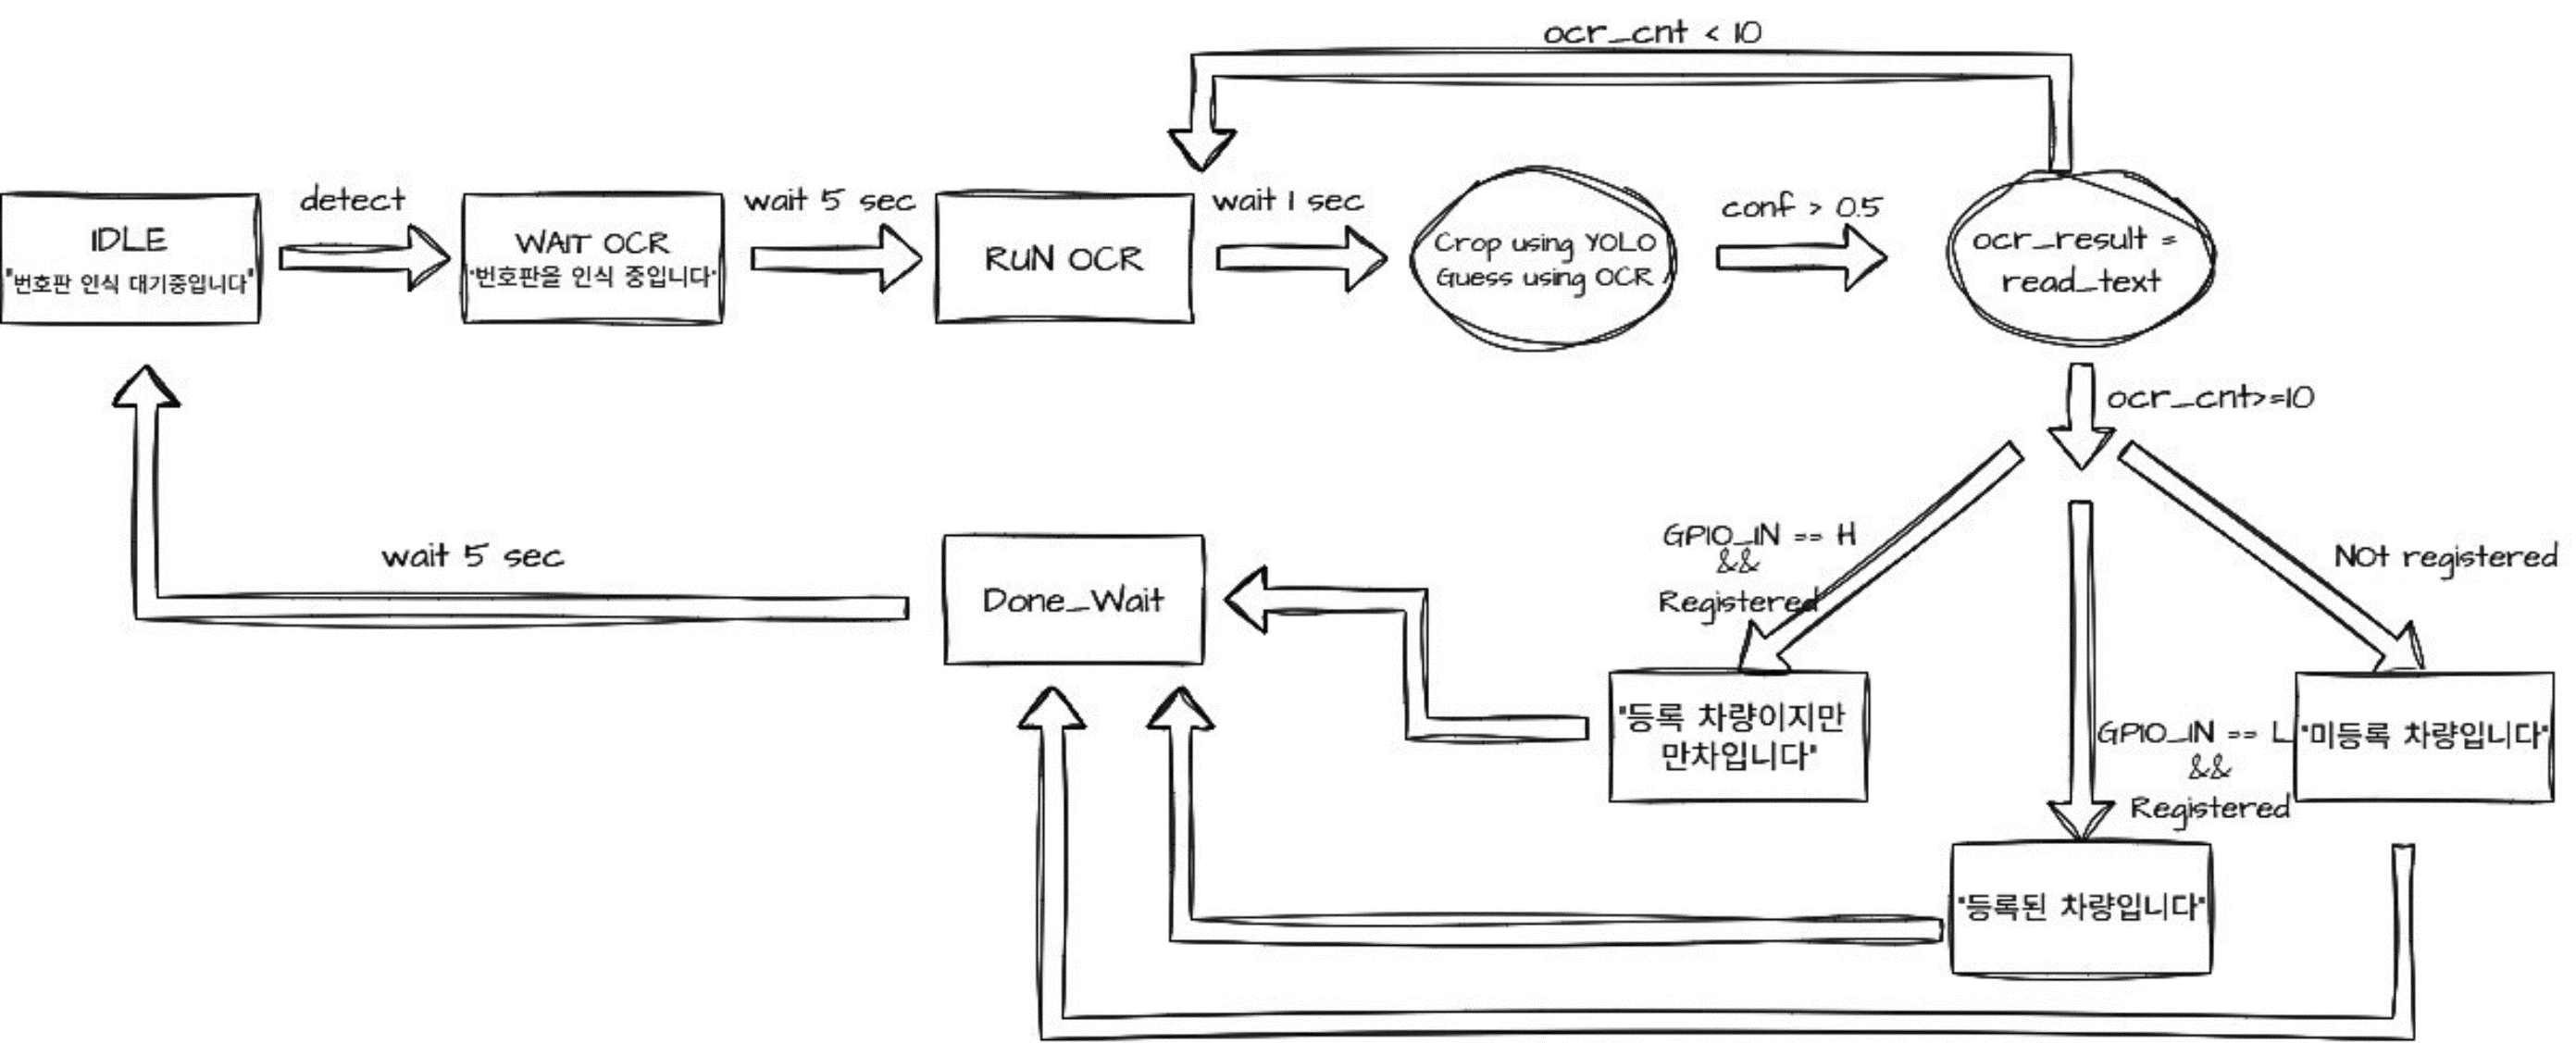 ocr_cnt < 10
IDLE
"번호판 인식 대기중입니다"
detect
WAIT OCR
"번호판을 인식 중입니다"
wait 5 sec
RUN OCR
wait 1 sec
Crop using YOLO
Guess using OCR
conf > 0.5
ocr_result =
read_text
ocr_cnt>=10
GPIO_IN == H
&&
Registered
NOt registered
wait 5 sec
Done_Wait
"등록 차량이지만
만차입니다"
GPIO_IN == L
&&
Registered
"미등록 차량입니다"
"등록된 차량입니다"